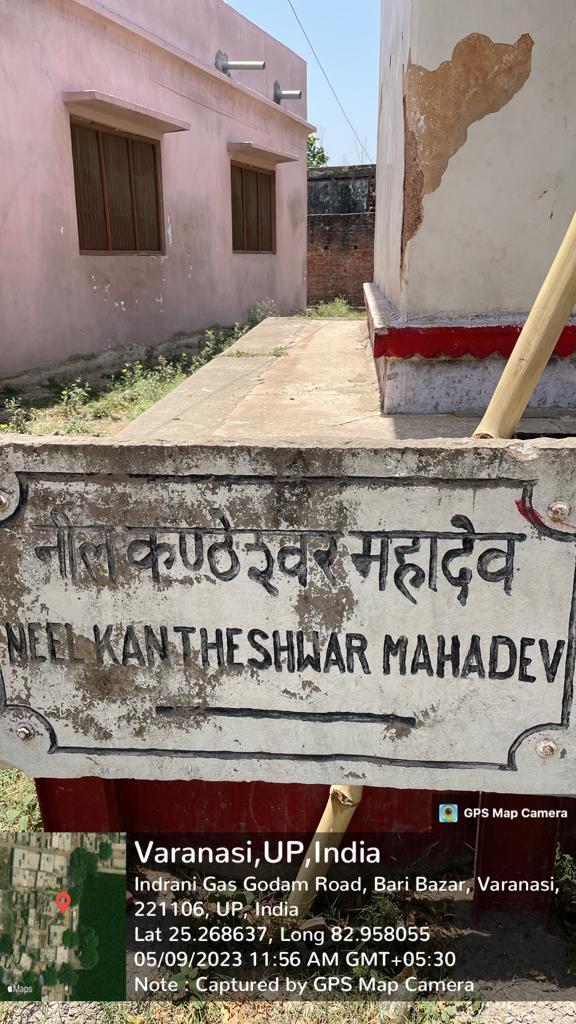 नील कण्ठेश्वर महादेव
NEEL KANTHESHWAR MAHADEV
GPS Map Camera
Varanasi,UP,India
Indrani Gas Godam Road, Bari Bazar, Varanasi,
221106, UP, India
Lat 25.268637, Long 82.958055
05/09/2023 11:56 AM GMT+05:30
Note : Captured by GPS Map Camera
Maps